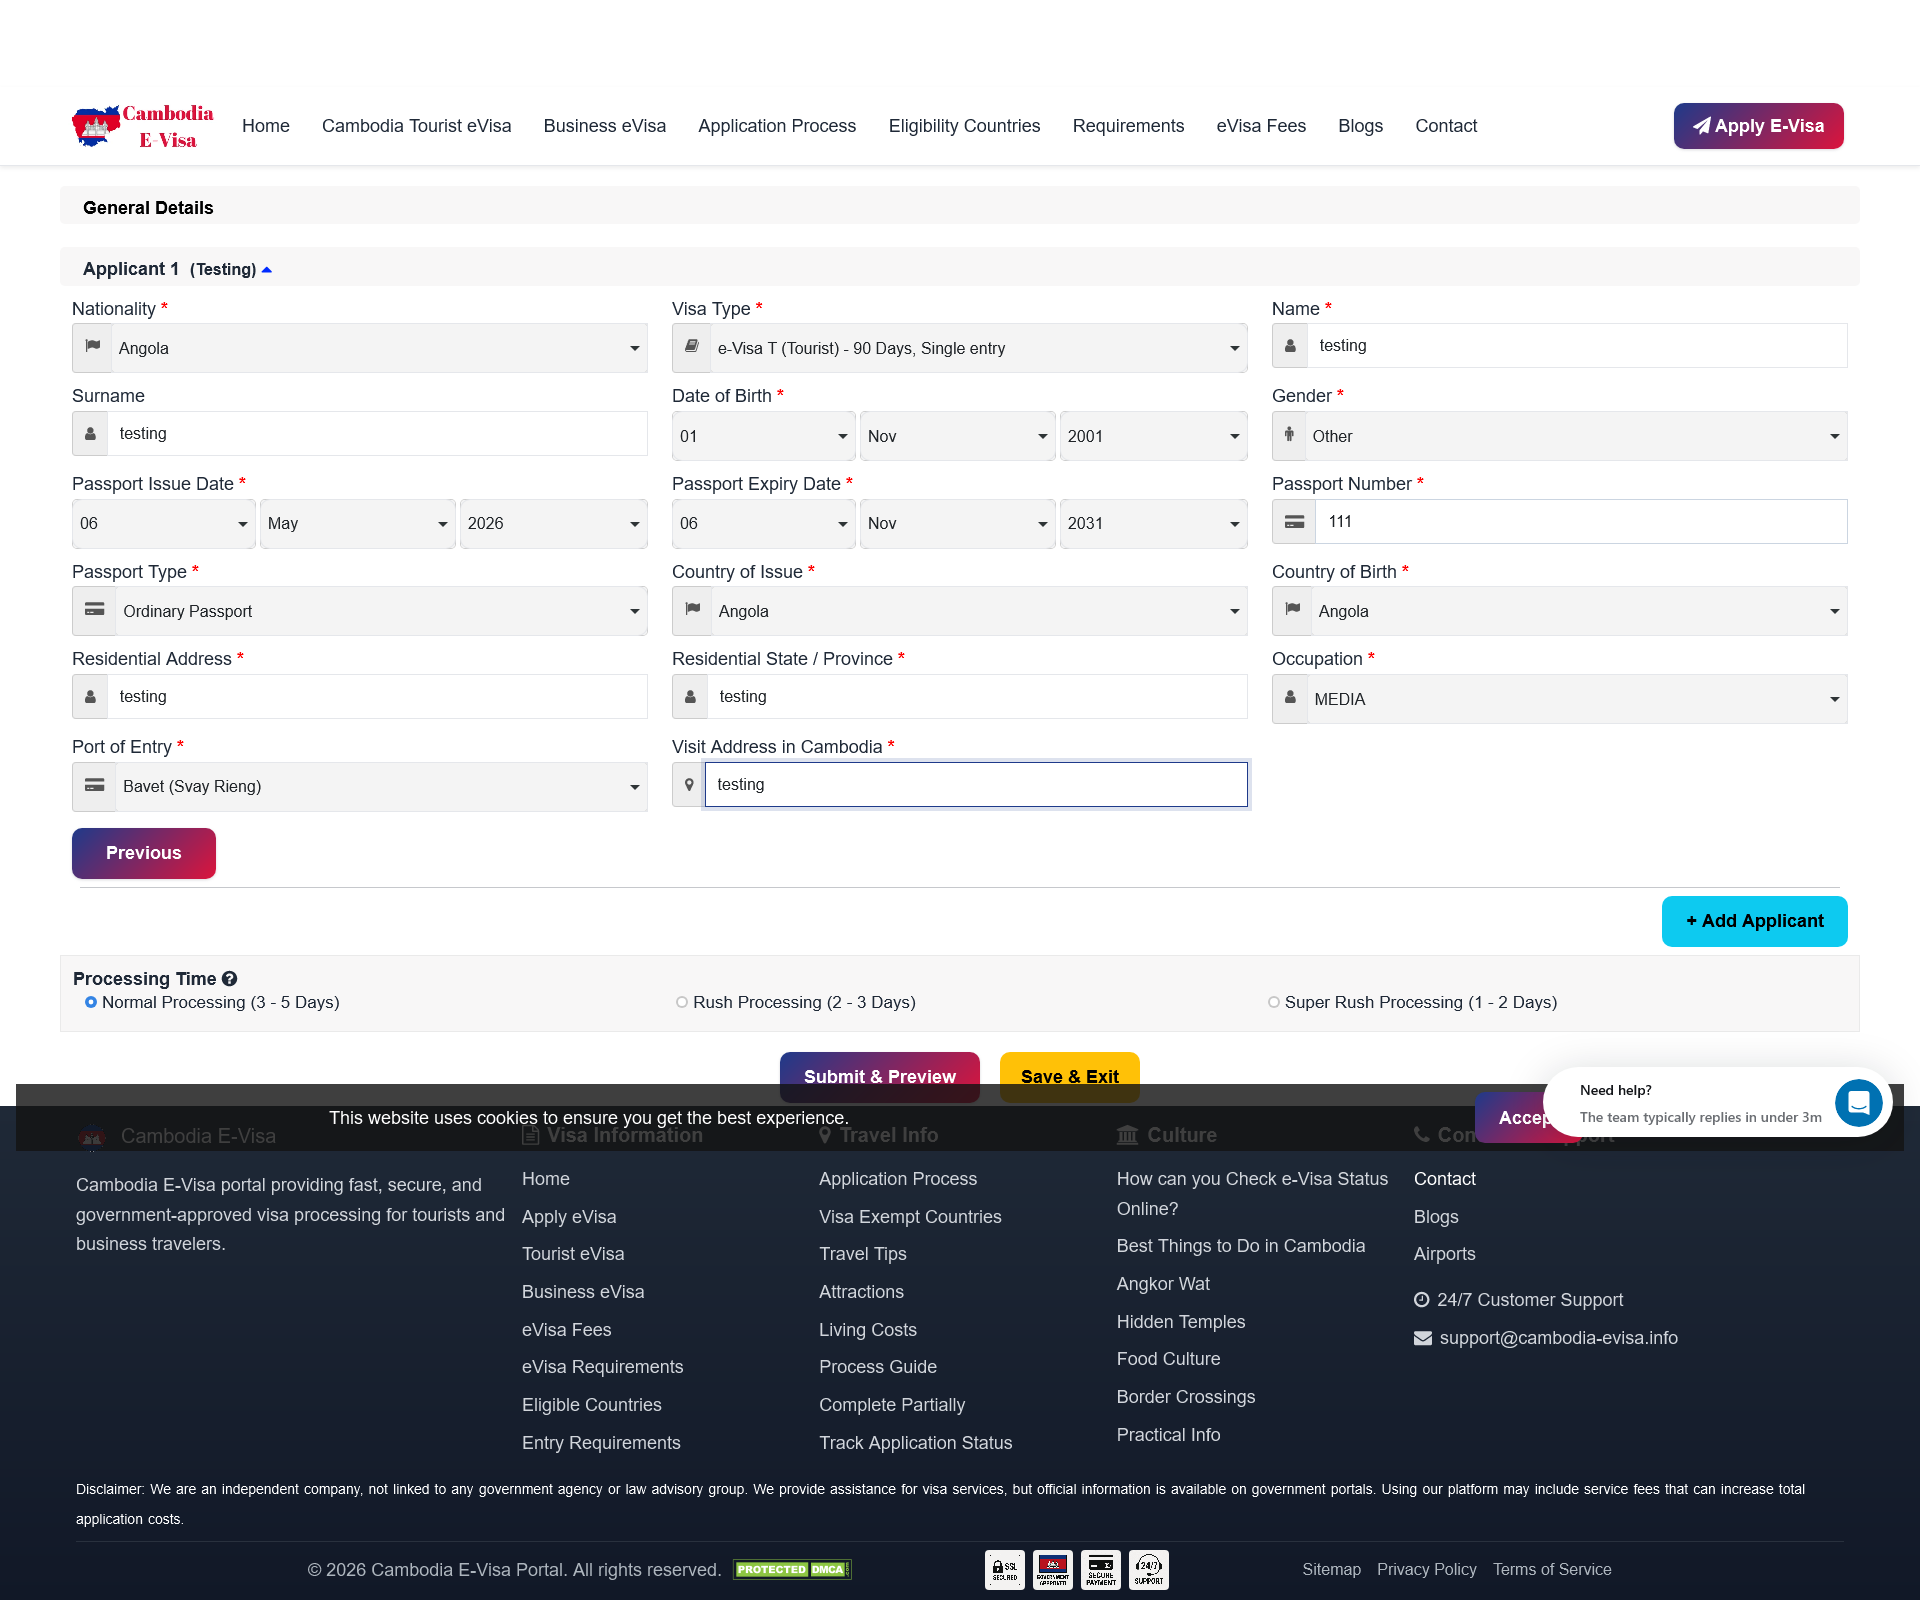 Cambodia
E-Visa
Home
Cambodia Tourist eVisa
Business eVisa
Application Process
Eligibility Countries
Requirements
eVisa Fees
Blogs
Contact
Apply E-Visa
General Details
Applicant 1 (Testing)
Nationality *
Angola
Visa Type *
e-Visa T (Tourist) - 90 Days, Single entry
Name *
testing
Surname
testing
Date of Birth *
01
Nov
2001
Gender *
Other
Passport Issue Date *
06
May
2026
Passport Expiry Date *
06
Nov
2031
Passport Number *
111
Passport Type *
Ordinary Passport
Country of Issue *
Angola
Country of Birth *
Angola
Residential Address *
testing
Residential State / Province *
testing
Occupation *
MEDIA
Port of Entry *
Bavet (Svay Rieng)
Visit Address in Cambodia *
testing
Previous
+ Add Applicant
Processing Time
Normal Processing (3 - 5 Days)
Rush Processing (2 - 3 Days)
Super Rush Processing (1 - 2 Days)
Submit & Preview
Save & Exit
This website uses cookies to ensure you get the best experience.
Need help?
The team typically replies in under 3m
Cambodia E-Visa
Cambodia E-Visa portal providing fast, secure, and
government-approved visa processing for tourists and
business travelers.
Visa Information
Home
Apply eVisa
Tourist eVisa
Business eVisa
eVisa Fees
eVisa Requirements
Eligible Countries
Entry Requirements
Travel Info
Application Process
Visa Exempt Countries
Travel Tips
Attractions
Living Costs
Process Guide
Complete Partially
Track Application Status
Culture
How can you Check e-Visa Status
Online?
Best Things to Do in Cambodia
Angkor Wat
Hidden Temples
Food Culture
Border Crossings
Practical Info
Contact
Blogs
Airports
24/7 Customer Support
support@cambodia-evisa.info
Disclaimer: We are an independent company, not linked to any government agency or law advisory group. We provide assistance for visa services, but official information is available on government portals. Using our platform may include service fees that can increase total
application costs.
© 2026 Cambodia E-Visa Portal. All rights reserved.
PROTECTED DMCA
SSL
SECURED
GOVERNMENT
APPROVED
SECURE
PAYMENT
24/7
SUPPORT
Sitemap
Privacy Policy
Terms of Service